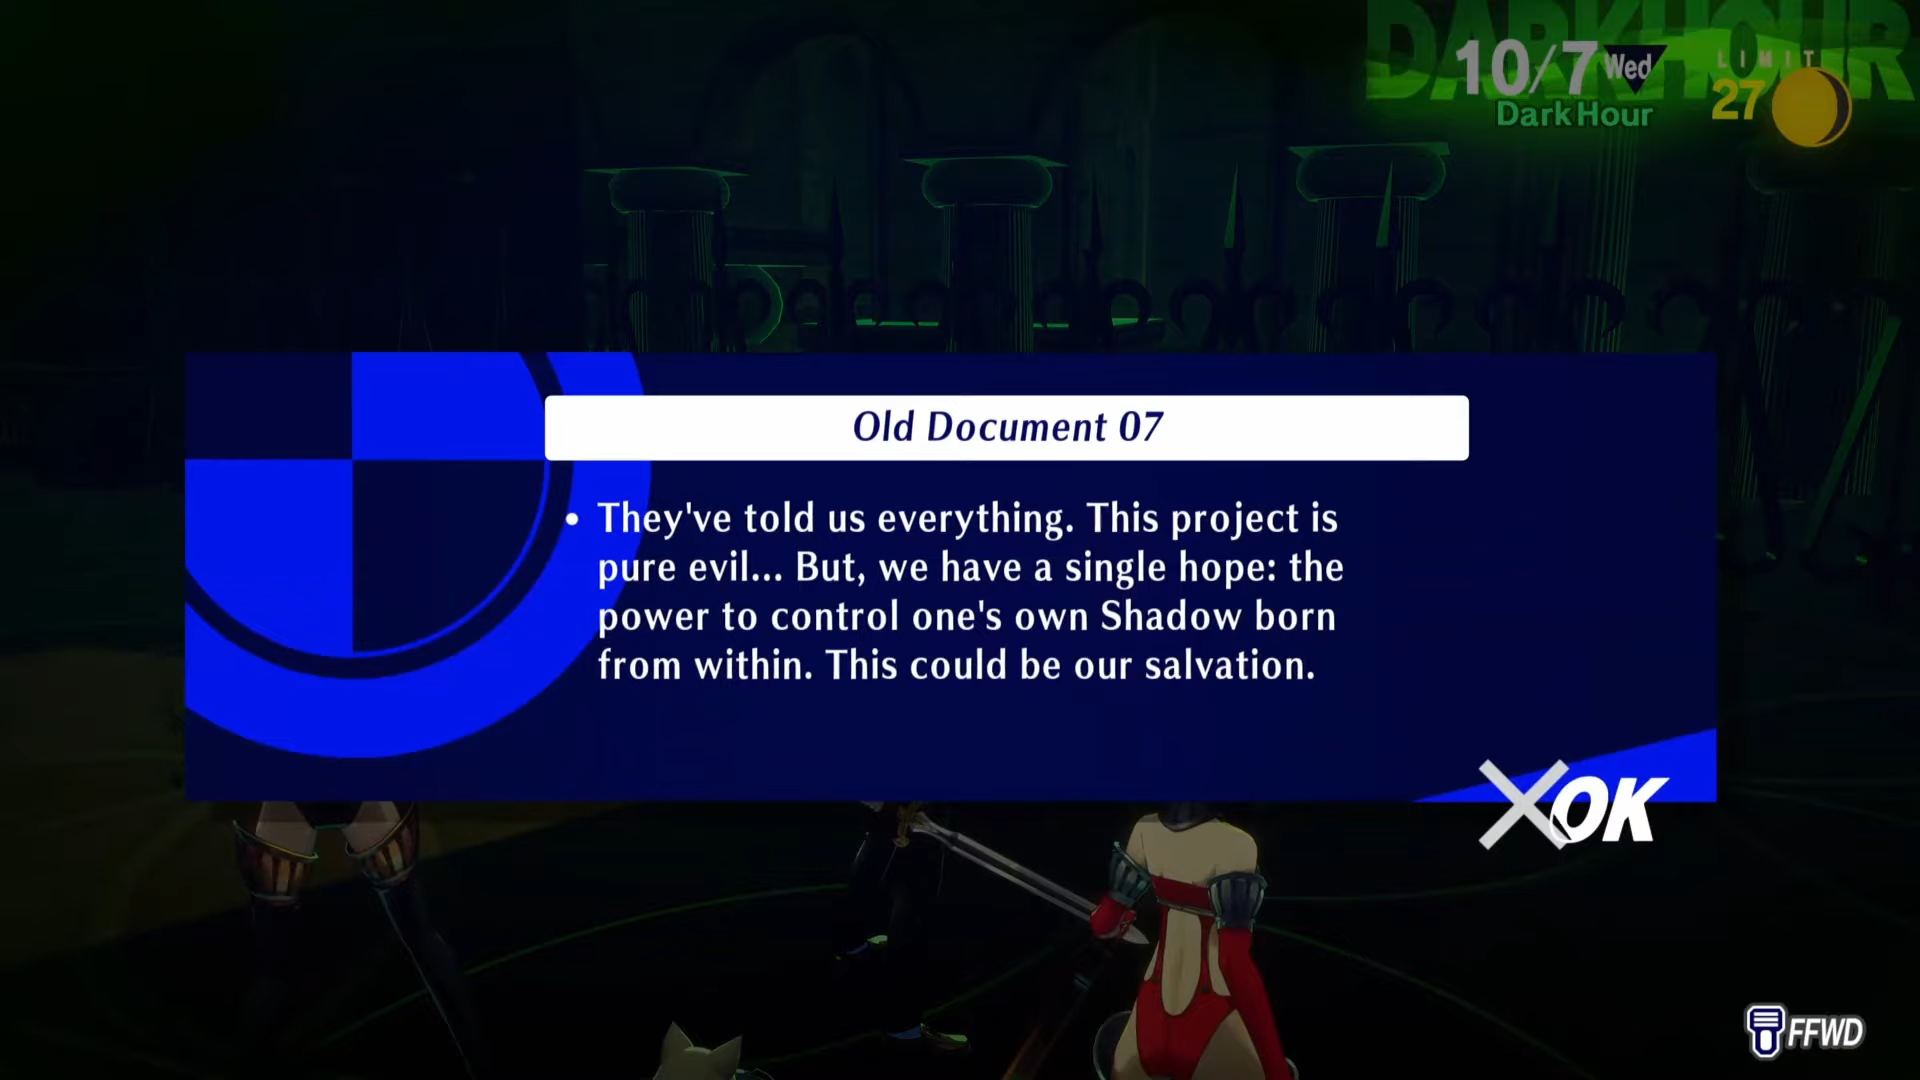 DARK HOUR
10/7 Wed
Dark Hour
LIMIT
27
Old Document 07
• They've told us everything. This project is
pure evil... But, we have a single hope: the
power to control one's own Shadow born
from within. This could be our salvation.
OK
FFWD